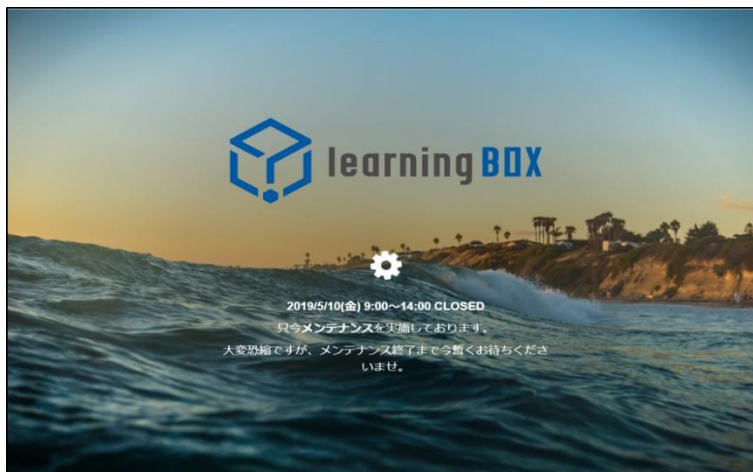 learningBOX
2019/5/10(金) 9:00～14:00 CLOSED
只今メンテナンスを実施しております。
大変恐縮ですが、メンテナンス終了まで今暫くお待ちくださ
いませ。